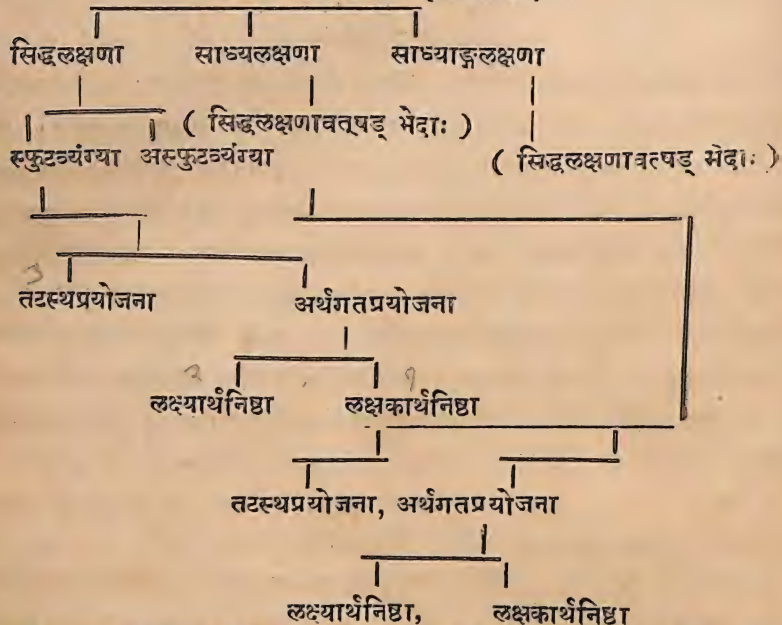 सिद्धलक्षणा साध्यलक्षणा साध्याङ्गलक्षणा
( सिद्धलक्षणावत्षड् भेदाः )
स्फुटव्यंग्या अस्फुटव्यंग्या
( सिद्धलक्षणावत्षड् भेदाः )
3
तटस्थप्रयोजना अर्थगतप्रयोजना
लक्ष्यार्थनिष्ठा लक्षकार्थनिष्ठा
तटस्थप्रयोजना, अर्थगतप्रयोजना
लक्ष्यार्थनिष्ठा, लक्षकार्थनिष्ठा